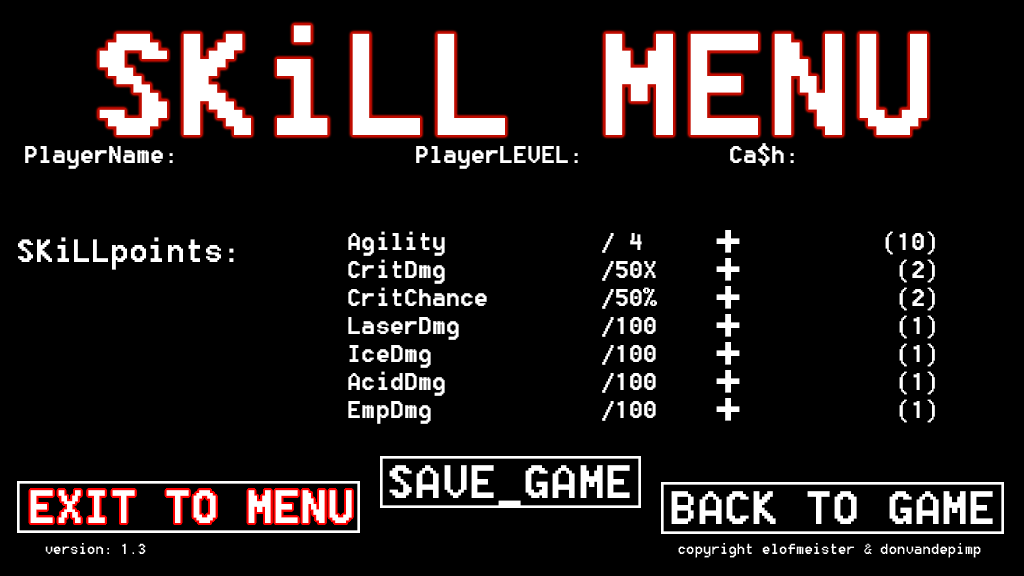 SKiLL MENU
PlayerName: PlayerLEVEL: Ca$h:
SKiLLpoints:
Agility / 4 + (10)
CritDmg /50X + (2)
CritChance /50% + (2)
LaserDmg /100 + (1)
IceDmg /100 + (1)
AcidDmg /100 + (1)
EmpDmg /100 + (1)
SAVE_GAME
EXIT TO MENU
BACK TO GAME
version: 1.3
copyright elofmeister & donvandepimp